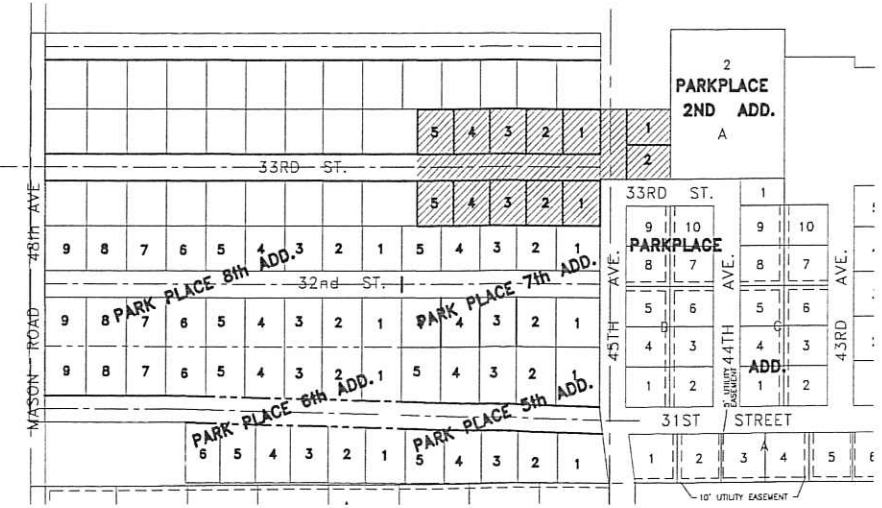 2
PARKPLACE
2ND ADD.
A
5 4 3 2 1 1
2
33RD ST.
5 4 3 2 1
33RD ST. 1
48th AVE
9 10 9 10
PARKPLACE
9 8 7 6 5 4 3 2 1 5 4 3 2 1
8 7 8 7
PARK PLACE 8th ADD.
32nd ST.
PARK PLACE 7th ADD.
45TH AVE.
44TH AVE.
43RD AVE.
5 6 5 6
D C
9 8 7 6 5 4 3 2 1 4 3 2 1
4 3 4 3
ADD.
MASON ROAD
9 8 7 6 5 4 3 2 1 5 4 3 2 1
1 2 1 2
5' UTILITY
EASEMENT
PARK PLACE 6th ADD.
PARK PLACE 5th ADD.
31ST STREET
A
6 5 4 3 2 1 5 4 3 2 1
1 2 3 4 5 6
10' UTILITY EASEMENT